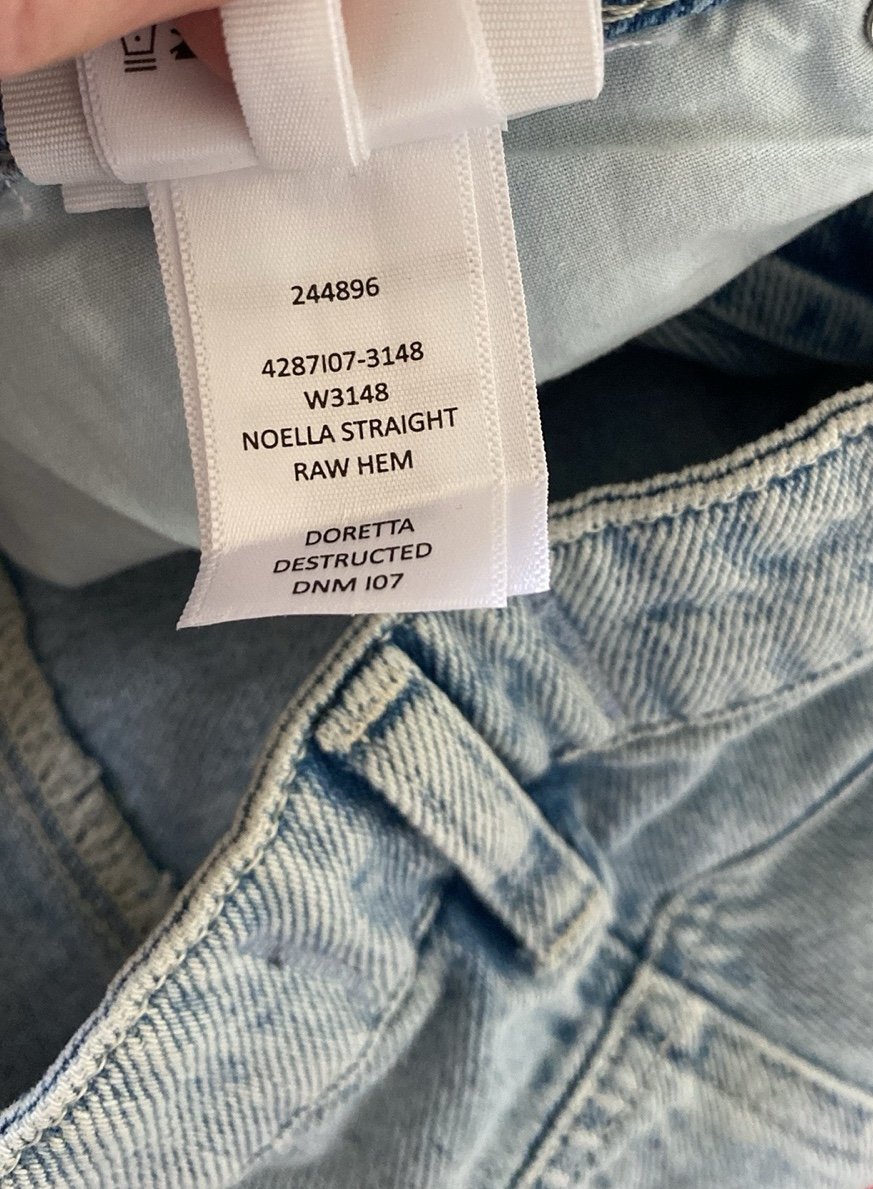 244896
4287I07-3148
W3148
NOELLA STRAIGHT
RAW HEM
DORETTA
DESTRUCTED
DNM I07